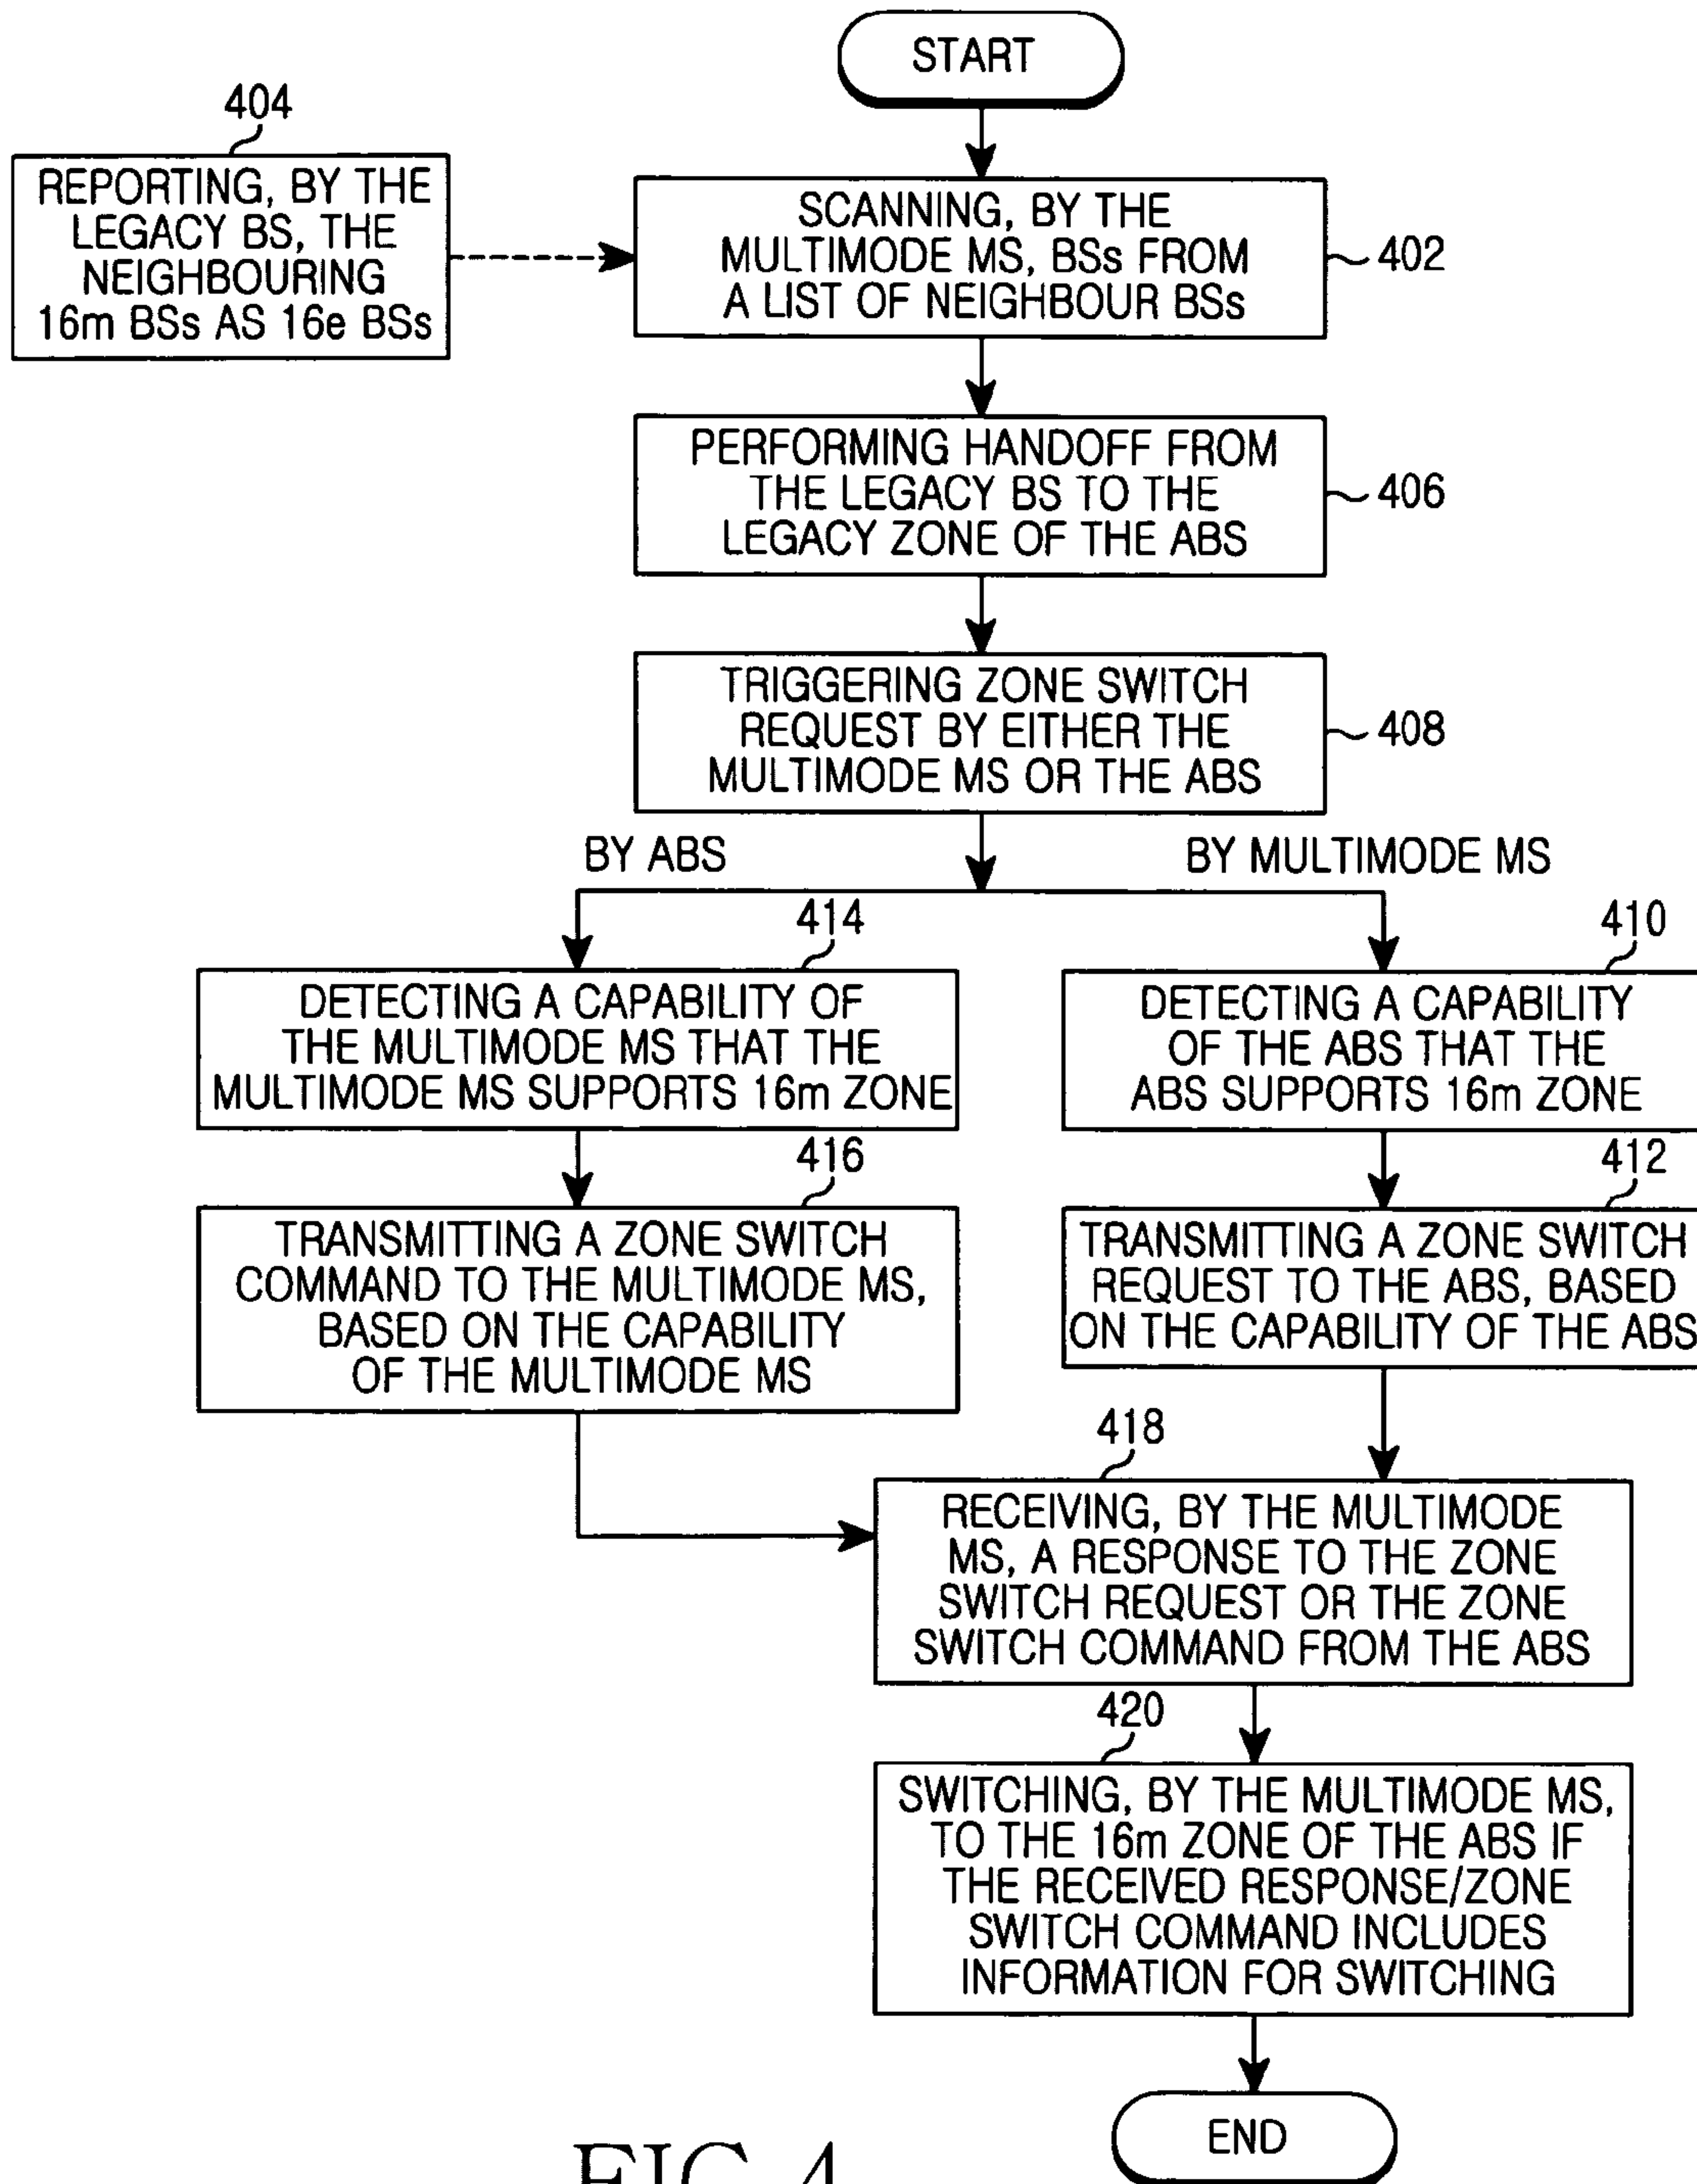 START
404
REPORTING, BY THE
LEGACY BS, THE
NEIGHBOURING
16m BSs AS 16e BSs
SCANNING, BY THE
MULTIMODE MS, BSs FROM
A LIST OF NEIGHBOUR BSs
402
PERFORMING HANDOFF FROM
THE LEGACY BS TO THE
LEGACY ZONE OF THE ABS
406
TRIGGERING ZONE SWITCH
REQUEST BY EITHER THE
MULTIMODE MS OR THE ABS
408
BY ABS
BY MULTIMODE MS
414
DETECTING A CAPABILITY OF
THE MULTIMODE MS THAT THE
MULTIMODE MS SUPPORTS 16m ZONE
410
DETECTING A CAPABILITY
OF THE ABS THAT THE
ABS SUPPORTS 16m ZONE
416
TRANSMITTING A ZONE SWITCH
COMMAND TO THE MULTIMODE MS,
BASED ON THE CAPABILITY
OF THE MULTIMODE MS
412
TRANSMITTING A ZONE SWITCH
REQUEST TO THE ABS, BASED
ON THE CAPABILITY OF THE ABS
418
RECEIVING, BY THE MULTIMODE
MS, A RESPONSE TO THE ZONE
SWITCH REQUEST OR THE ZONE
SWITCH COMMAND FROM THE ABS
420
SWITCHING, BY THE MULTIMODE MS,
TO THE 16m ZONE OF THE ABS IF
THE RECEIVED RESPONSE/ZONE
SWITCH COMMAND INCLUDES
INFORMATION FOR SWITCHING
END
FIG.4